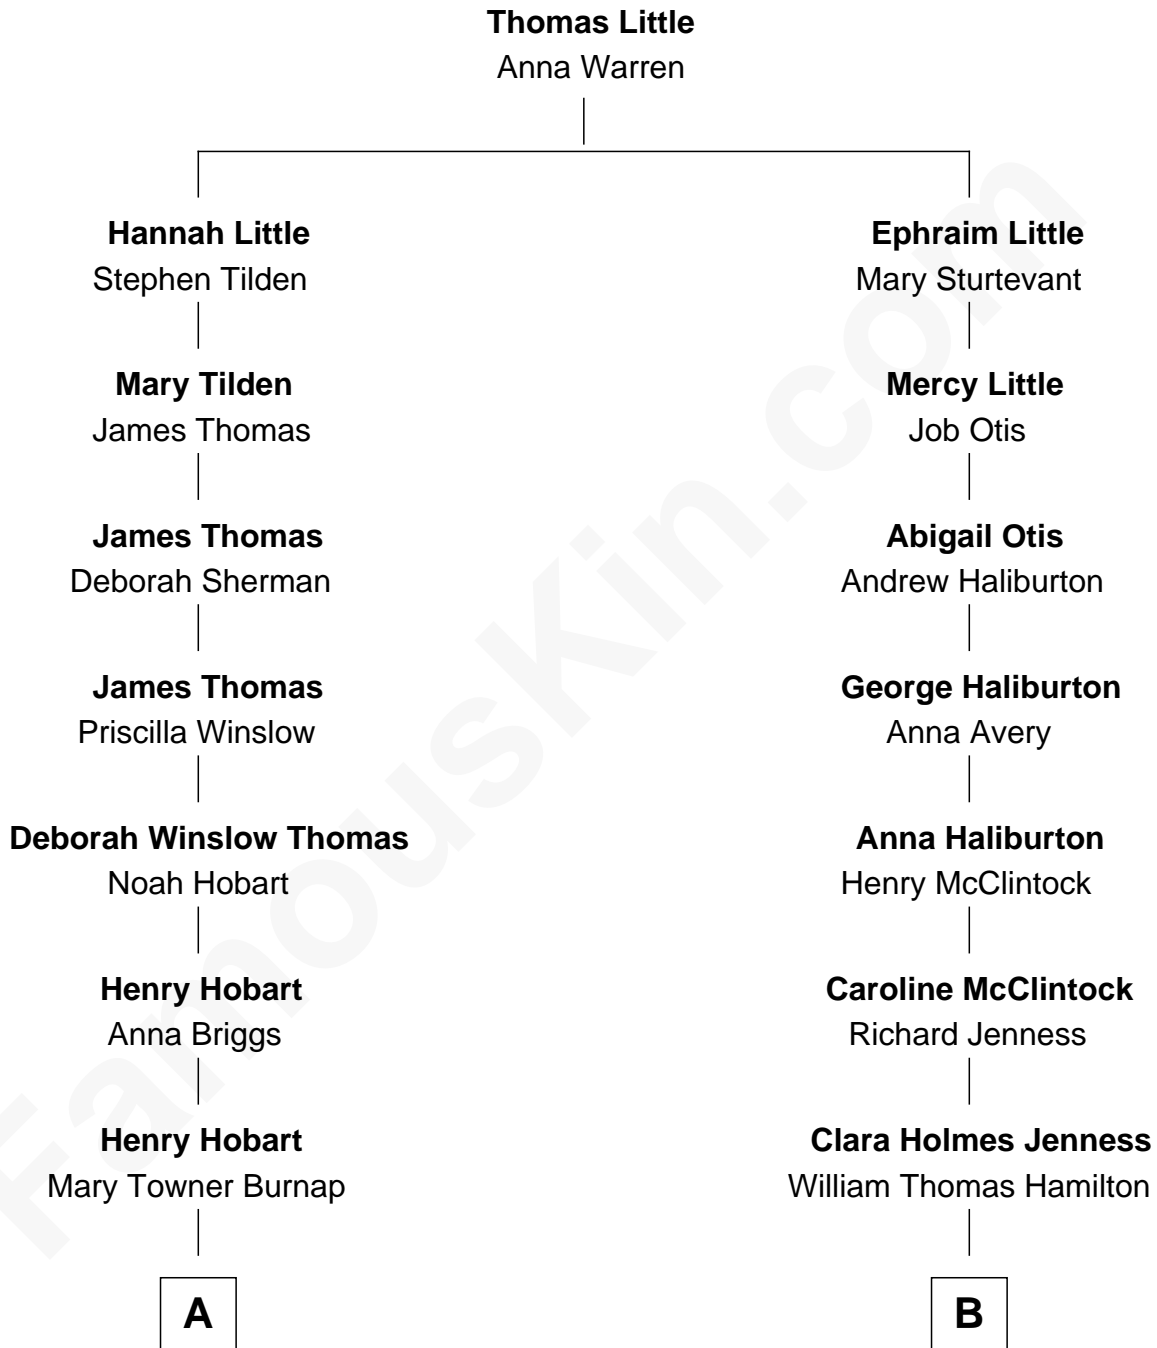 Thomas Little
Anna Warren
Hannah Little
Stephen Tilden
Mary Tilden
James Thomas
James Thomas
Deborah Sherman
James Thomas
Priscilla Winslow
Deborah Winslow Thomas
Noah Hobart
Henry Hobart
Anna Briggs
Henry Hobart
Mary Towner Burnap
A
Ephraim Little
Mary Sturtevant
Mercy Little
Job Otis
Abigail Otis
Andrew Haliburton
George Haliburton
Anna Avery
Anna Haliburton
Henry McClintock
Caroline McClintock
Richard Jenness
Clara Holmes Jenness
William Thomas Hamilton
B
FamousKin.com